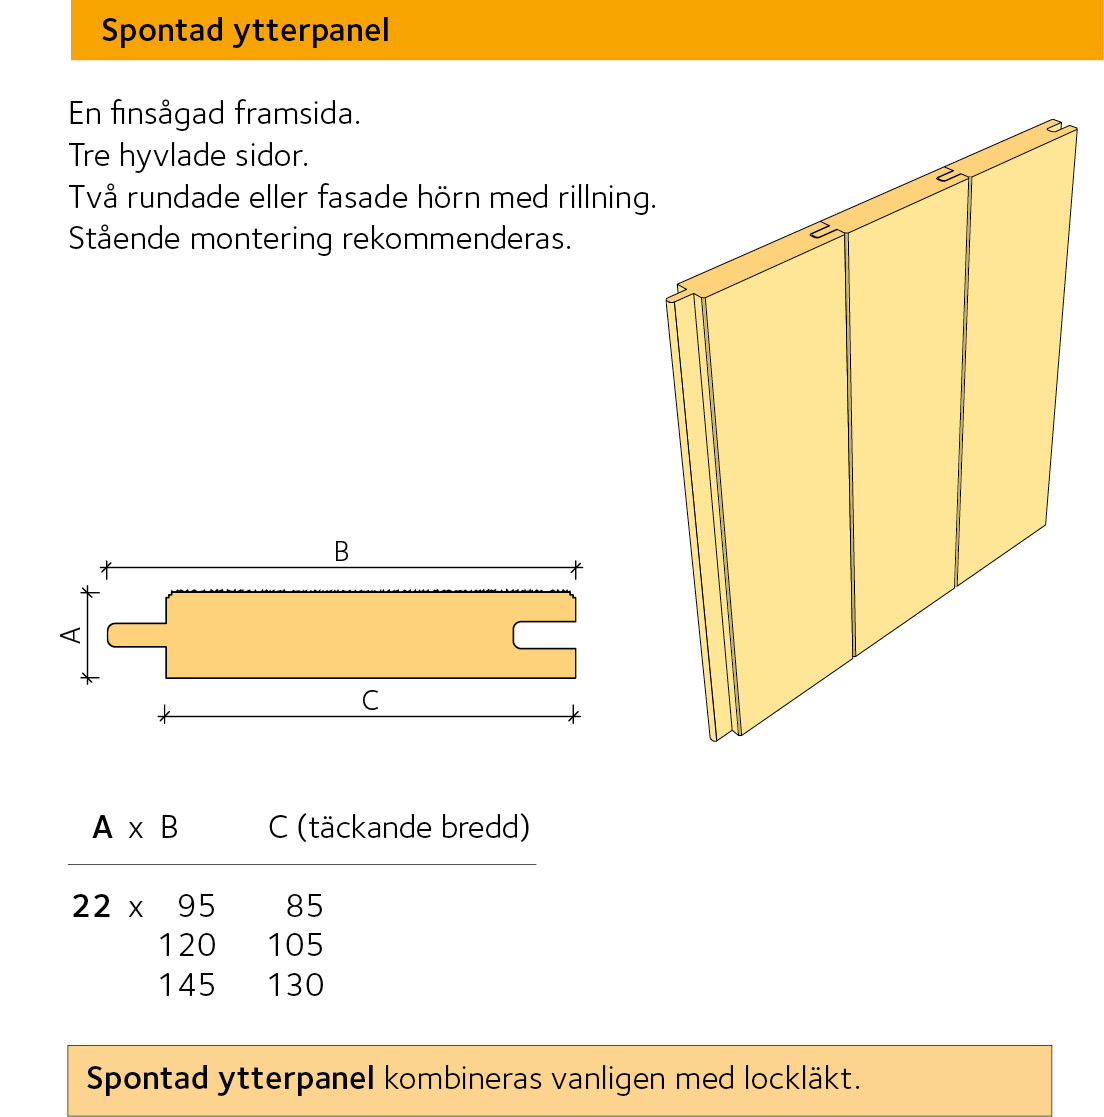 Spontad ytterpanel
En finsågad framsida.
Tre hyvlade sidor.
Två rundade eller fasade hörn med rillning.
Stående montering rekommenderas.
B
A
C
A x B C (täckande bredd)
22 x 95 85
120 105
145 130
Spontad ytterpanel kombineras vanligen med lockläkt.